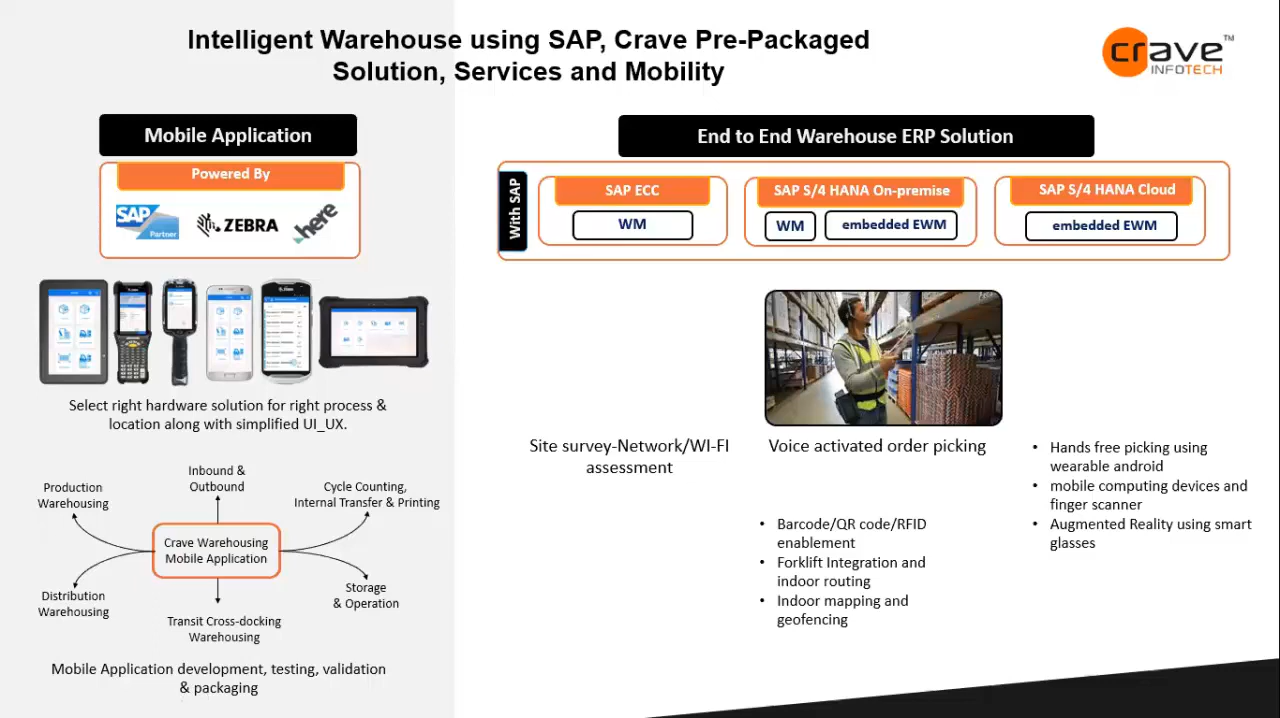 Intelligent Warehouse using SAP, Crave Pre-Packaged
Solution, Services and Mobility
crave™
INFOTECH
Mobile Application
Powered By
SAP
Partner
ZEBRA
here
Select right hardware solution for right process &
location along with simplified UI_UX.
Inbound &
Outbound
Production
Warehousing
Cycle Counting,
Internal Transfer & Printing
Crave Warehousing
Mobile Application
Distribution
Warehousing
Storage
& Operation
Transit Cross-docking
Warehousing
Mobile Application development, testing, validation
& packaging
End to End Warehouse ERP Solution
With SAP
SAP ECC
WM
SAP S/4 HANA On-premise
WM
embedded EWM
SAP S/4 HANA Cloud
embedded EWM
Site survey-Network/WI-FI
assessment
Voice activated order picking
• Barcode/QR code/RFID
enablement
• Forklift Integration and
indoor routing
• Indoor mapping and
geofencing
• Hands free picking using
wearable android
• mobile computing devices and
finger scanner
• Augmented Reality using smart
glasses